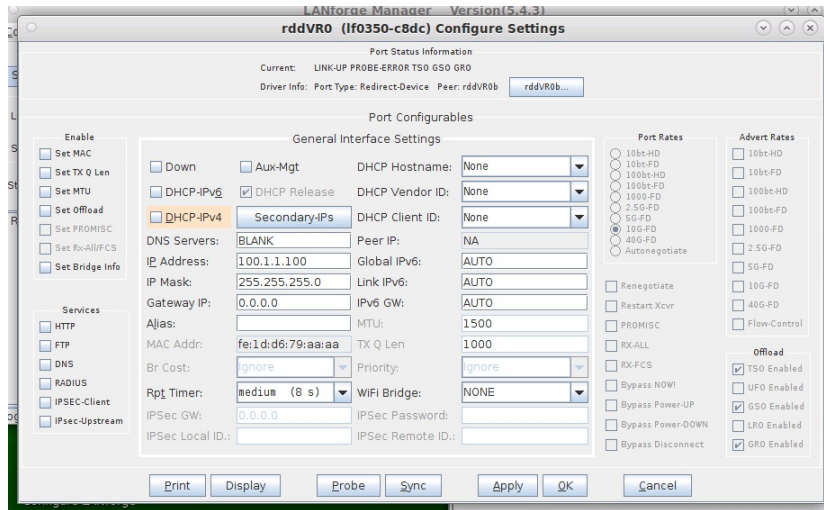 LANforge Manager Version(5.4.3)
rddVR0 (lf0350-c8dc) Configure Settings
Port Status Information
Current: LINK-UP PROBE-ERROR TSO GSO GRO
Driver Info: Port Type: Redirect-Device Peer: rddVR0b rddVR0b...
Port Configurables
Enable
Set MAC
Set TX Q Len
Set MTU
Set Offload
Set PROMISC
Set Rx-All/FCS
Set Bridge Info
Services
HTTP
FTP
DNS
RADIUS
IPSEC-Client
IPsec-Upstream
General Interface Settings
Down Aux-Mgt DHCP Hostname: None
DHCP-IPv6 DHCP Release DHCP Vendor ID: None
DHCP-IPv4 Secondary-IPs DHCP Client ID: None
DNS Servers: BLANK Peer IP: NA
IP Address: 100.1.1.100 Global IPv6: AUTO
IP Mask: 255.255.255.0 Link IPv6: AUTO
Gateway IP: 0.0.0.0 IPv6 GW: AUTO
Alias: MTU: 1500
MAC Addr: fe:1d:d6:79:aa:aa TX Q Len 1000
Br Cost: Ignore Priority: Ignore
Rpt Timer: medium (8 s) WiFi Bridge: NONE
IPSec GW: 0.0.0.0 IPSec Password:
IPSec Local ID.: IPSec Remote ID.:
Port Rates
10bt-HD
10bt-FD
100bt-HD
100bt-FD
1000-FD
2.5G-FD
5G-FD
10G-FD
40G-FD
Autonegotiate
Renegotiate
Restart Xcvr
PROMISC
RX-ALL
RX-FCS
Bypass NOW!
Bypass Power-UP
Bypass Power-DOWN
Bypass Disconnect
Advert Rates
10bt-HD
10bt-FD
100bt-HD
100bt-FD
1000-FD
2.5G-FD
5G-FD
10G-FD
40G-FD
Flow-Control
Offload
TSO Enabled
UFO Enabled
GSO Enabled
LRO Enabled
GRO Enabled
Print Display Probe Sync Apply OK Cancel